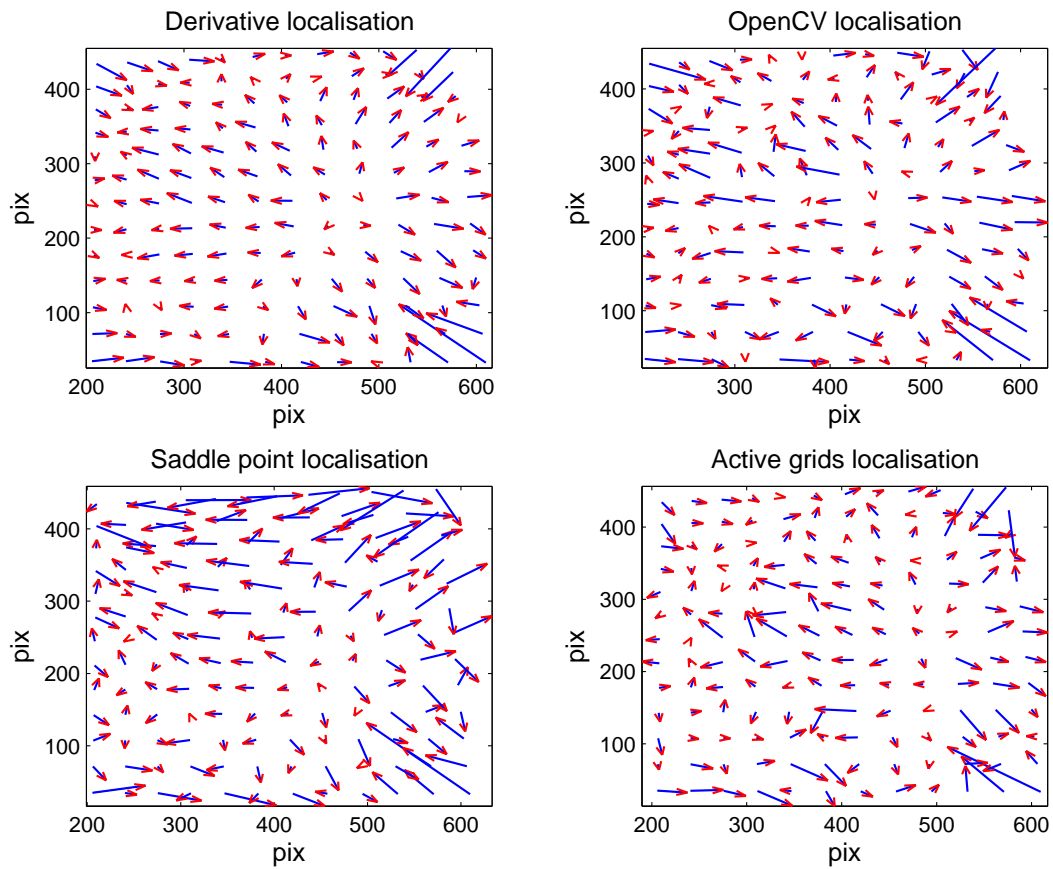 Derivative localisation
OpenCV localisation
400
300
200
100
pix
200 300 400 500 600
pix
400
300
200
100
pix
300 400 500 600
pix
Saddle point localisation
Active grids localisation
400
300
200
100
pix
200 300 400 500 600
pix
400
300
200
100
pix
200 300 400 500 600
pix